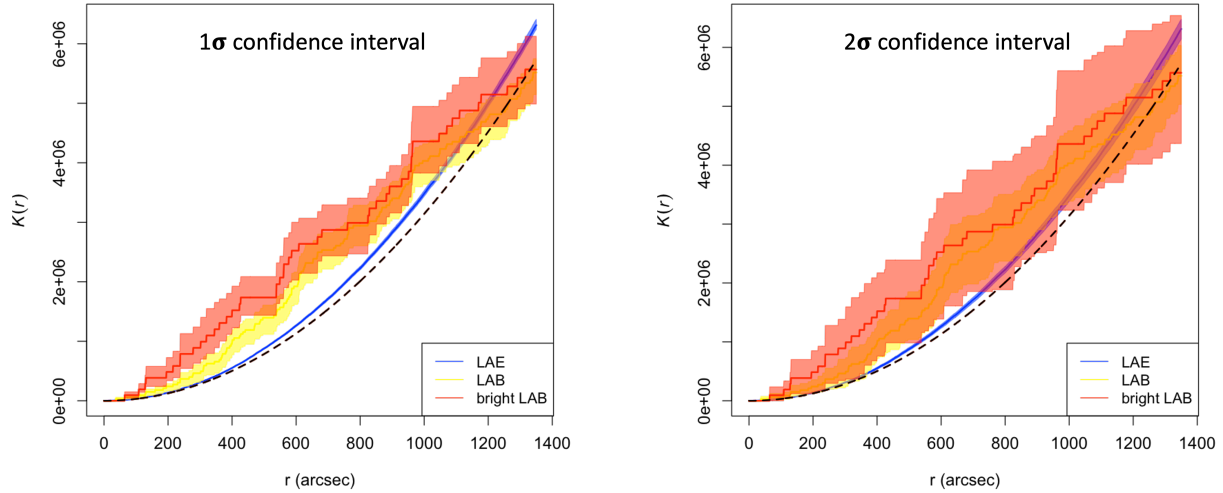 1σ confidence interval
K(r)
0e+00
2e+06
4e+06
6e+06
LAE
LAB
bright LAB
0 200 400 600 800 1000 1200 1400
r (arcsec)
2σ confidence interval
K(r)
0e+00
2e+06
4e+06
6e+06
LAE
LAB
bright LAB
0 200 400 600 800 1000 1200 1400
r (arcsec)